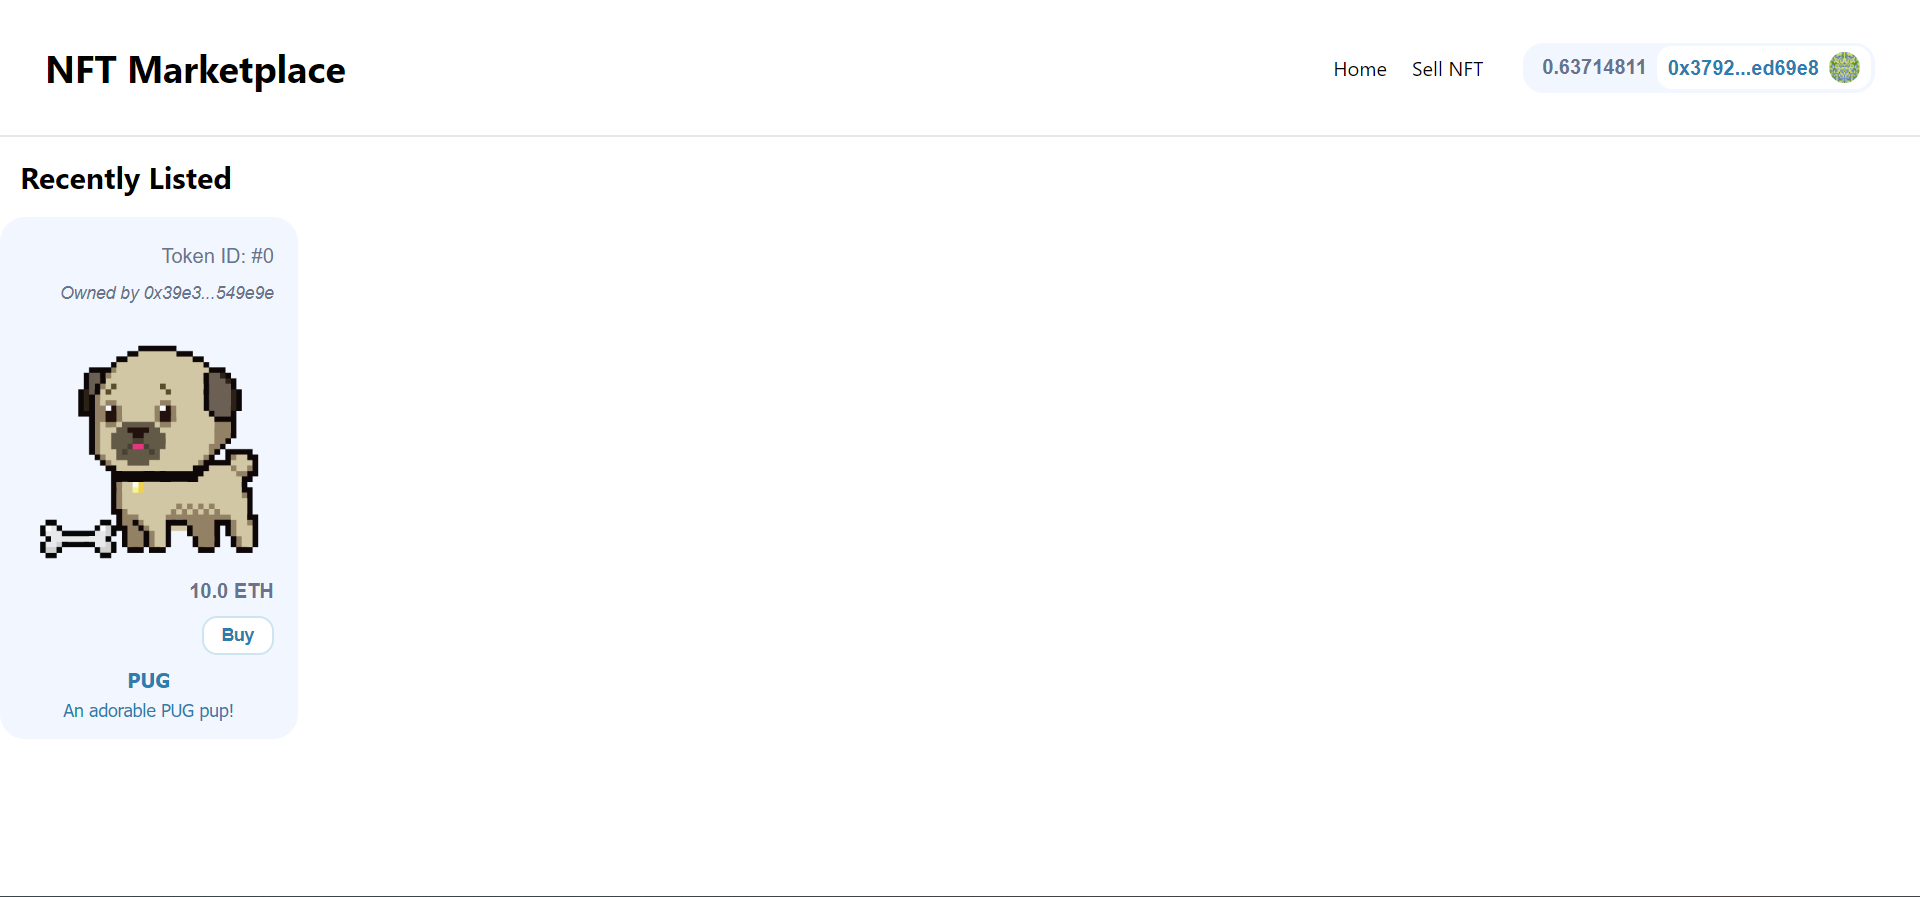 NFT Marketplace
Home
Sell NFT
0.63714811
0x3792...ed69e8
Recently Listed
Token ID: #0
Owned by 0x39e3...549e9e
10.0 ETH
Buy
PUG
An adorable PUG pup!